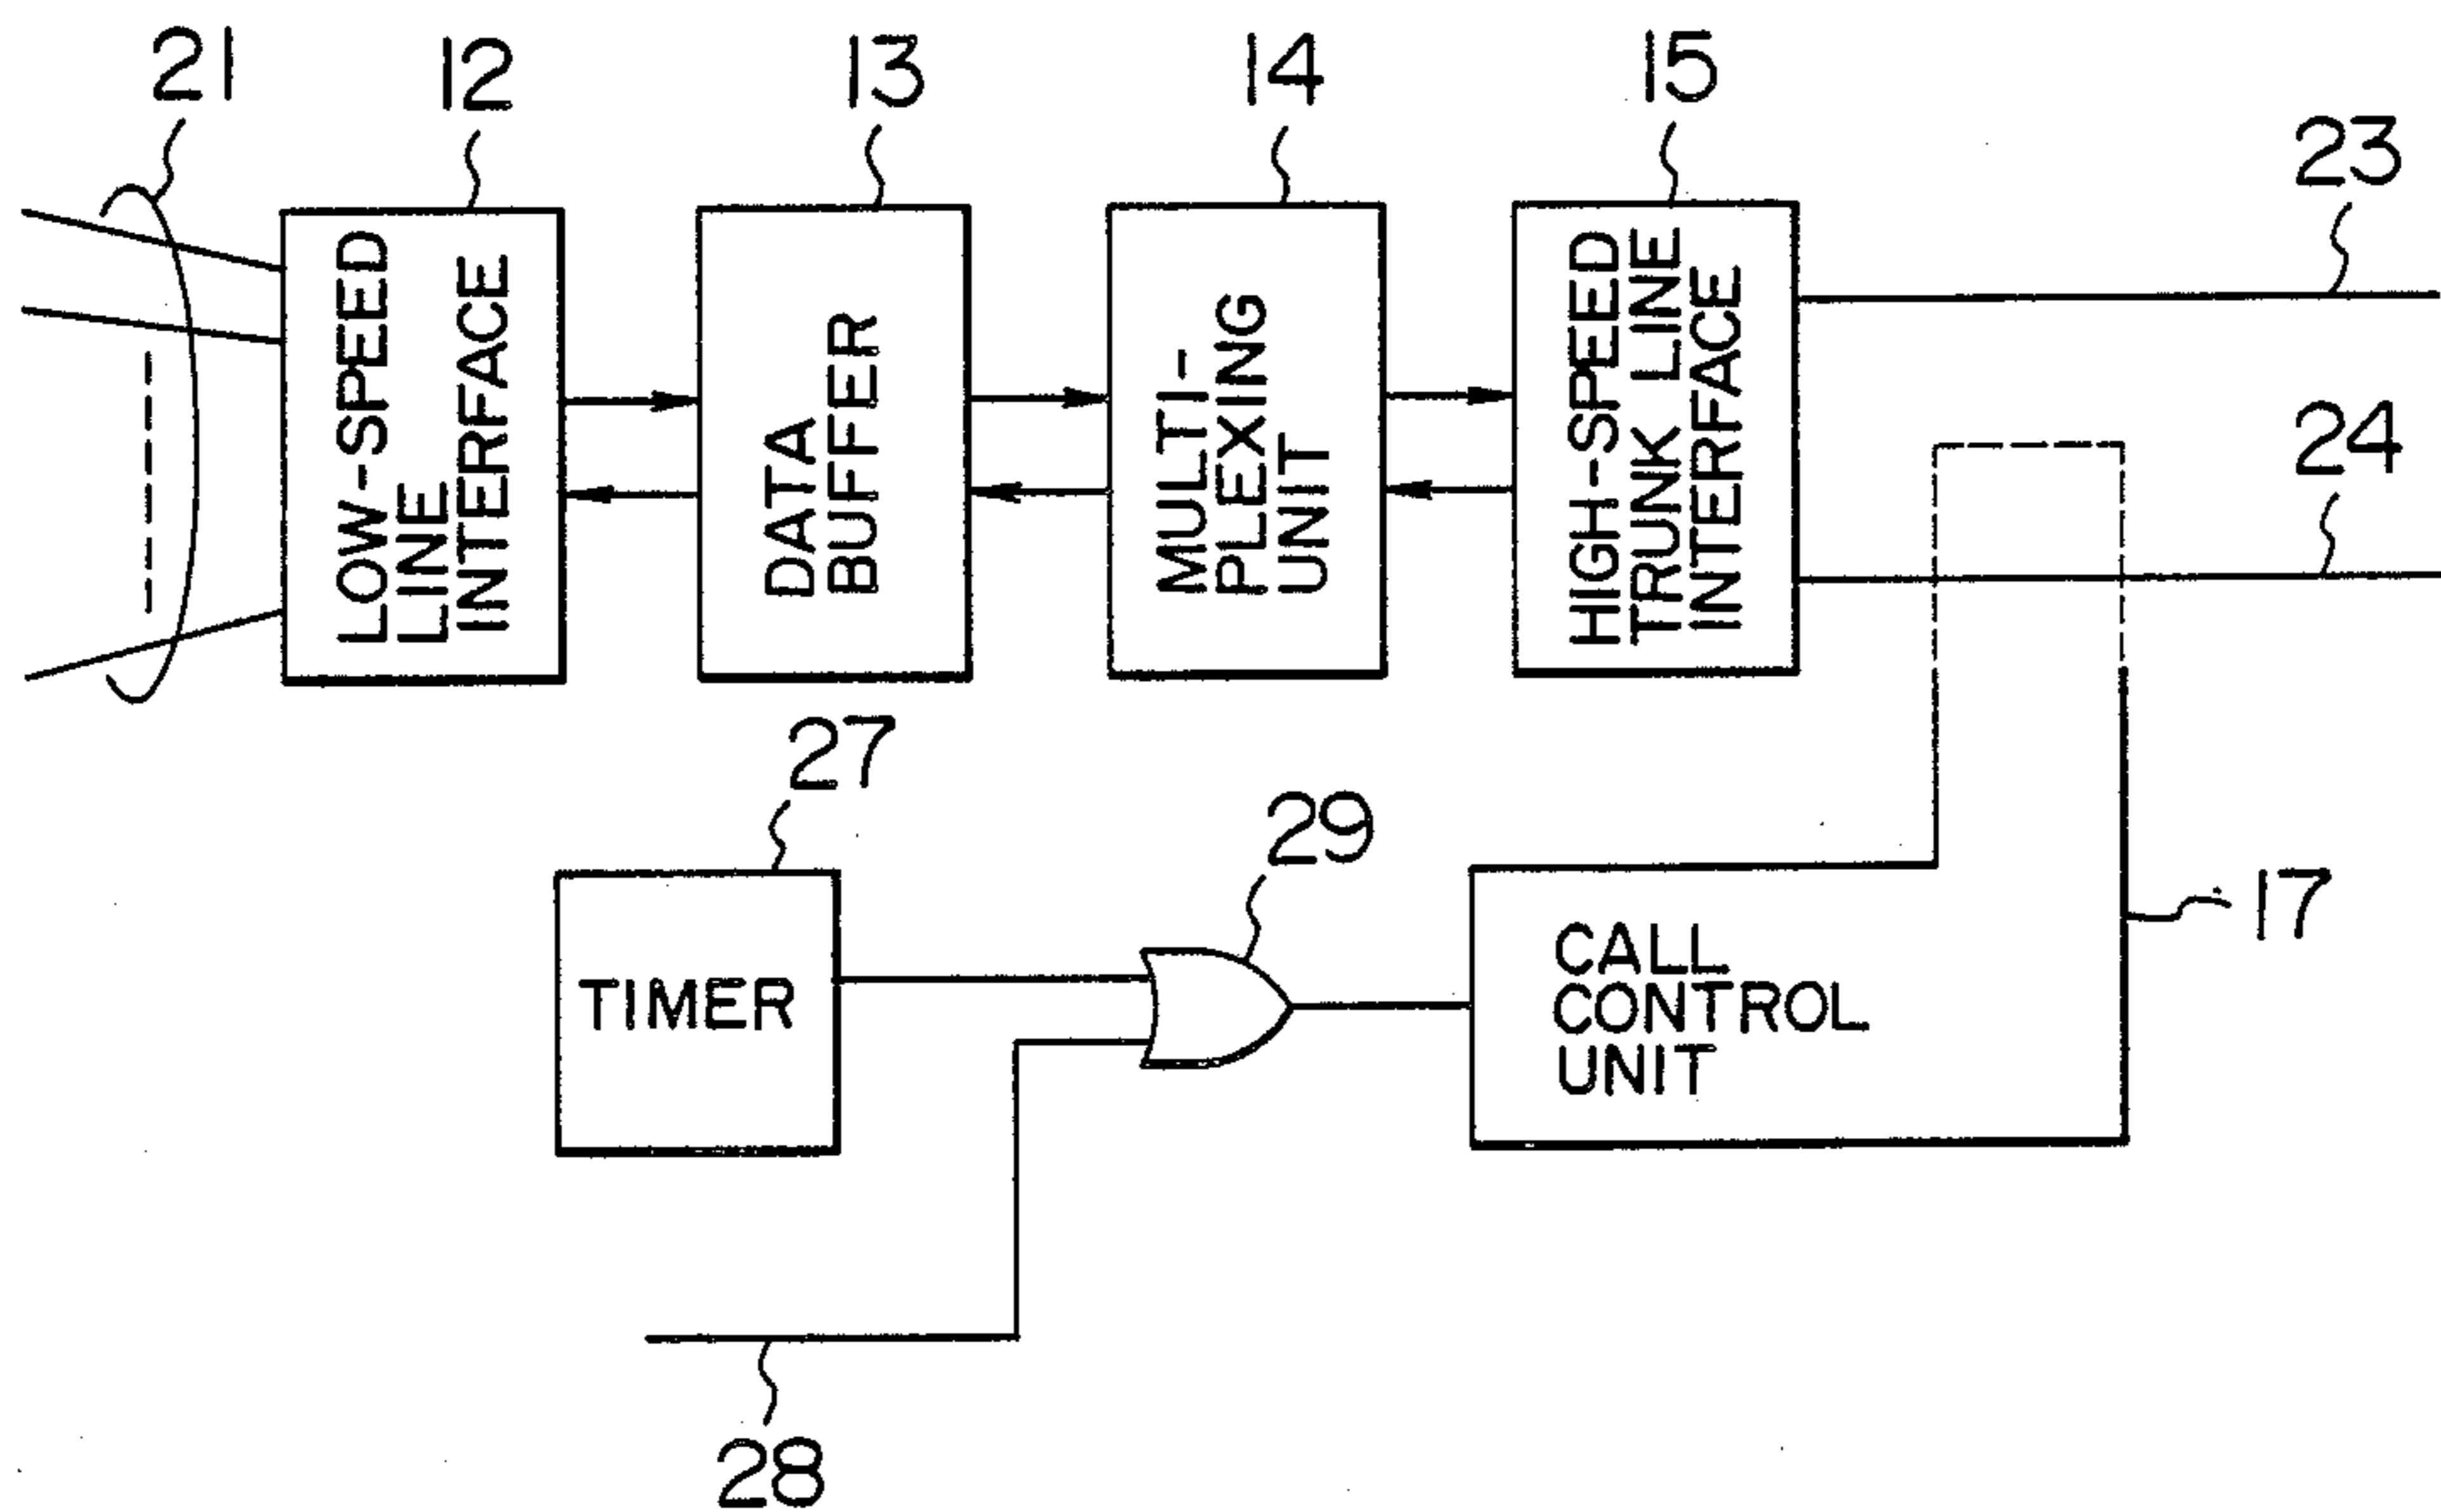 21
12
13
14
15
23
24
LOW-SPEED
LINE
INTERFACE
DATA
BUFFER
MULTI-
PLEXING
UNIT
HIGH-SPEED
TRUNK LINE
INTERFACE
27
29
17
TIMER
CALL
CONTROL
UNIT
28